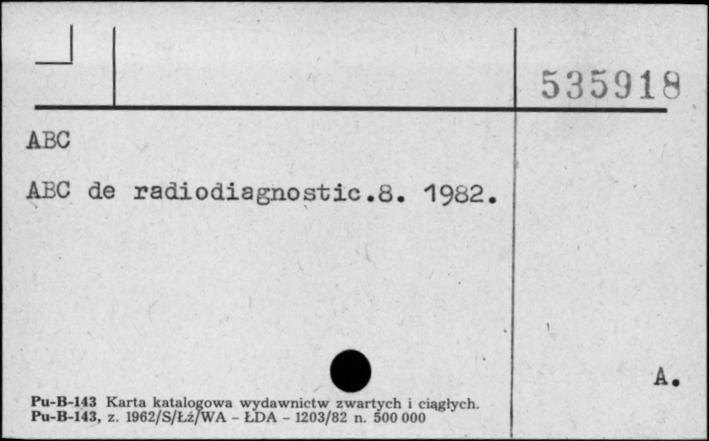 535918
ABC
ABC de radiodiagnostic.8. 1982.
A.
Pu-B-143 Karta katalogowa wydawnictw zwartych i ciągłych.
Pu-B-143, z. 1962/S/Łź/WA - ŁDA - 1203/82 n. 500 000